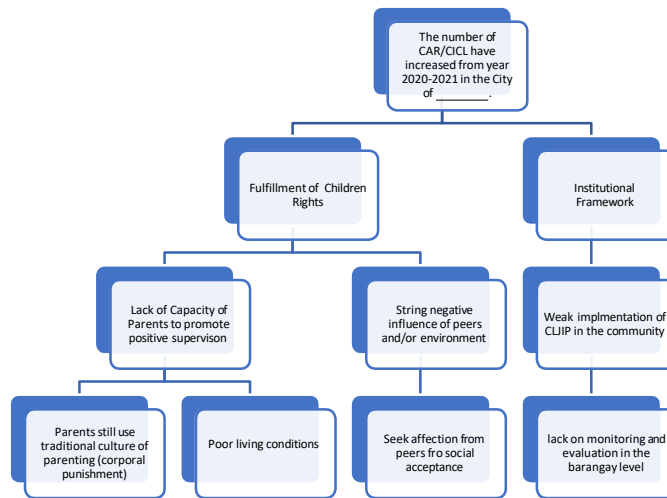 The number of
CAR/CICL have
increased from year
2020-2021 in the City
of ________.
Fulfillment of Children
Rights
Institutional
Framework
Lack of Capacity of
Parents to promote
positive supervison
String negative
influence of peers
and/or environment
Weak implmentation of
CLJIP in the community
Parents still use
traditional culture of
parenting (corporal
punishment)
Poor living conditions
Seek affection from
peers fro social
acceptance
lack on monitoring and
evaluation in the
barangay level